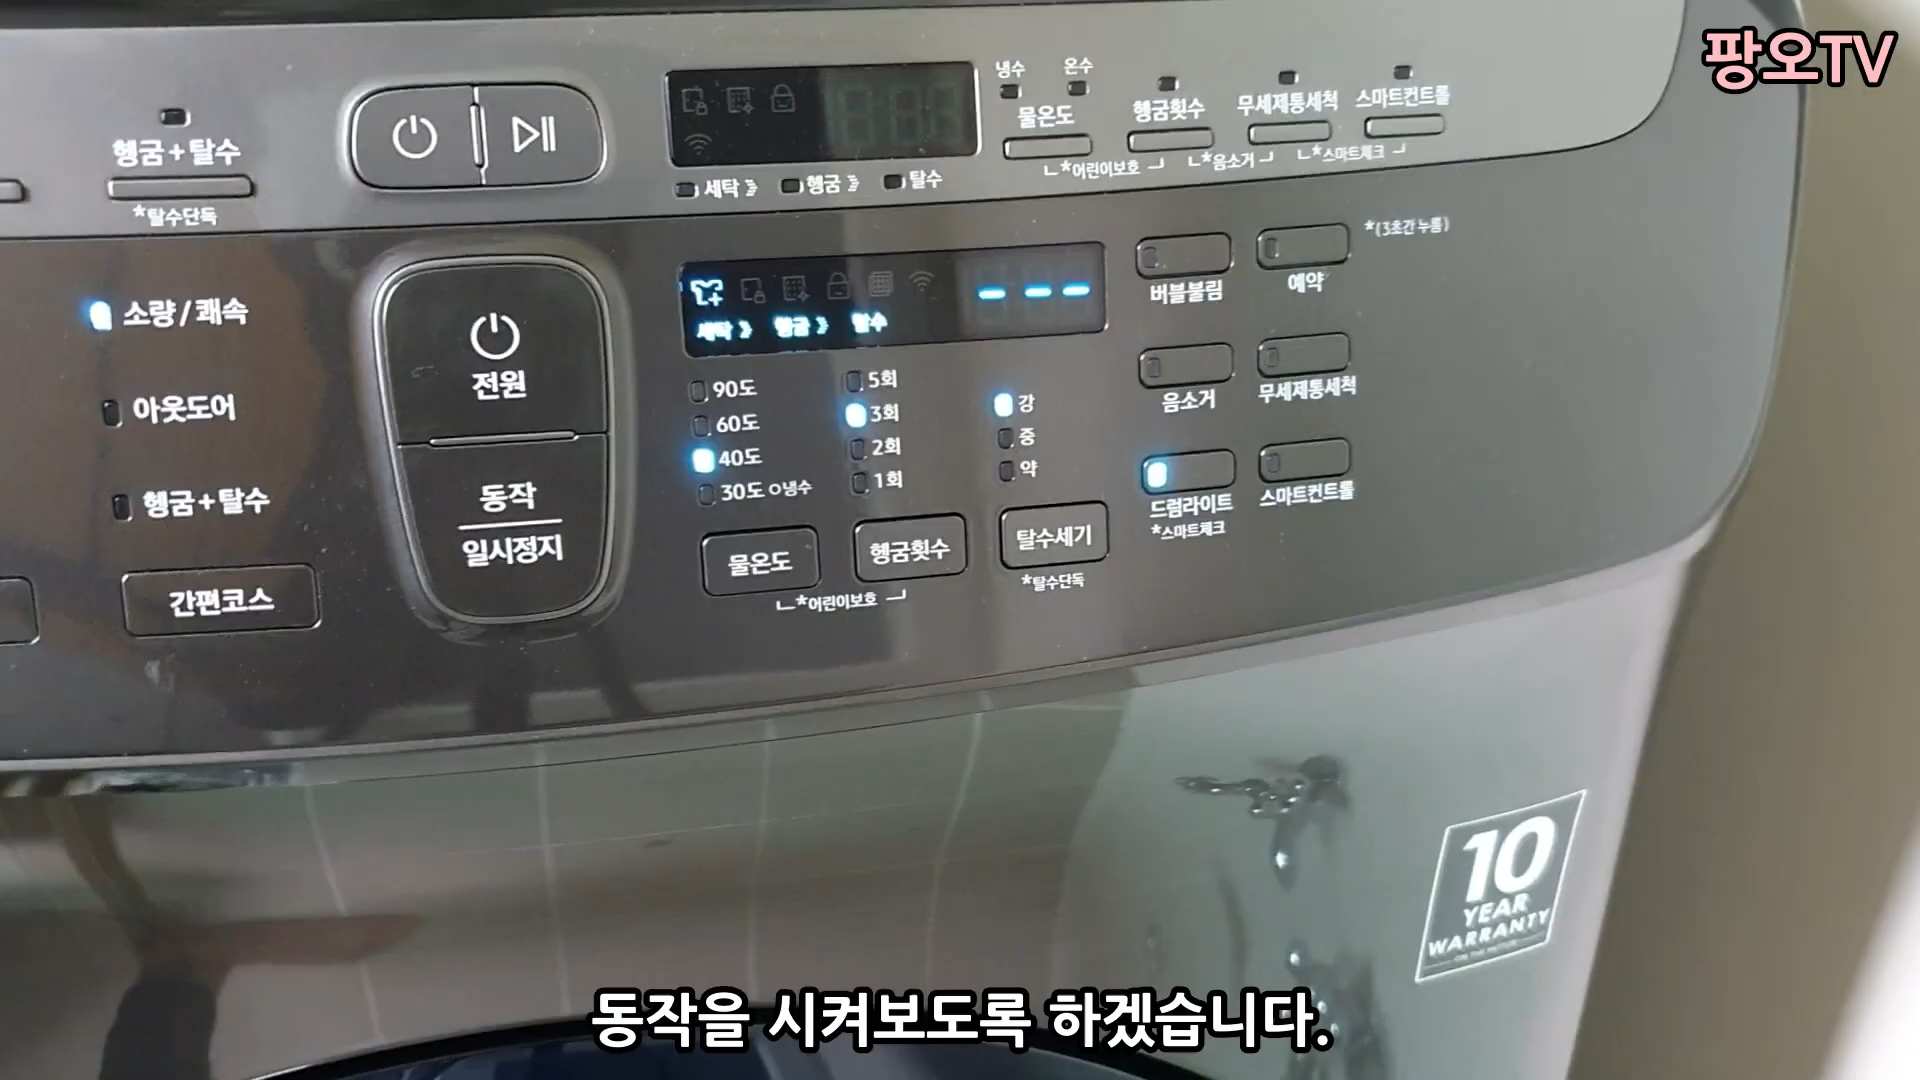 팡오TV
헹굼+탈수
*탈수단독
세탁 헹굼 탈수
냉수 온수
물온도
헹굼횟수
무세제통세척
스마트컨트롤
*어린이보호
*음소거
*스마트체크
*(3초간 누름)
소량/쾌속
아웃도어
헹굼+탈수
간편코스
전원
동작
일시정지
세탁 헹굼 탈수
90도
60도
40도
30도 냉수
5회
3회
2회
1회
강
중
약
물온도
헹굼횟수
탈수세기
*어린이보호
*탈수단독
버블불림
예약
음소거
무세제통세척
드럼라이트
*스마트체크
스마트컨트롤
10
YEAR
WARRANTY
동작을 시켜보도록 하겠습니다.